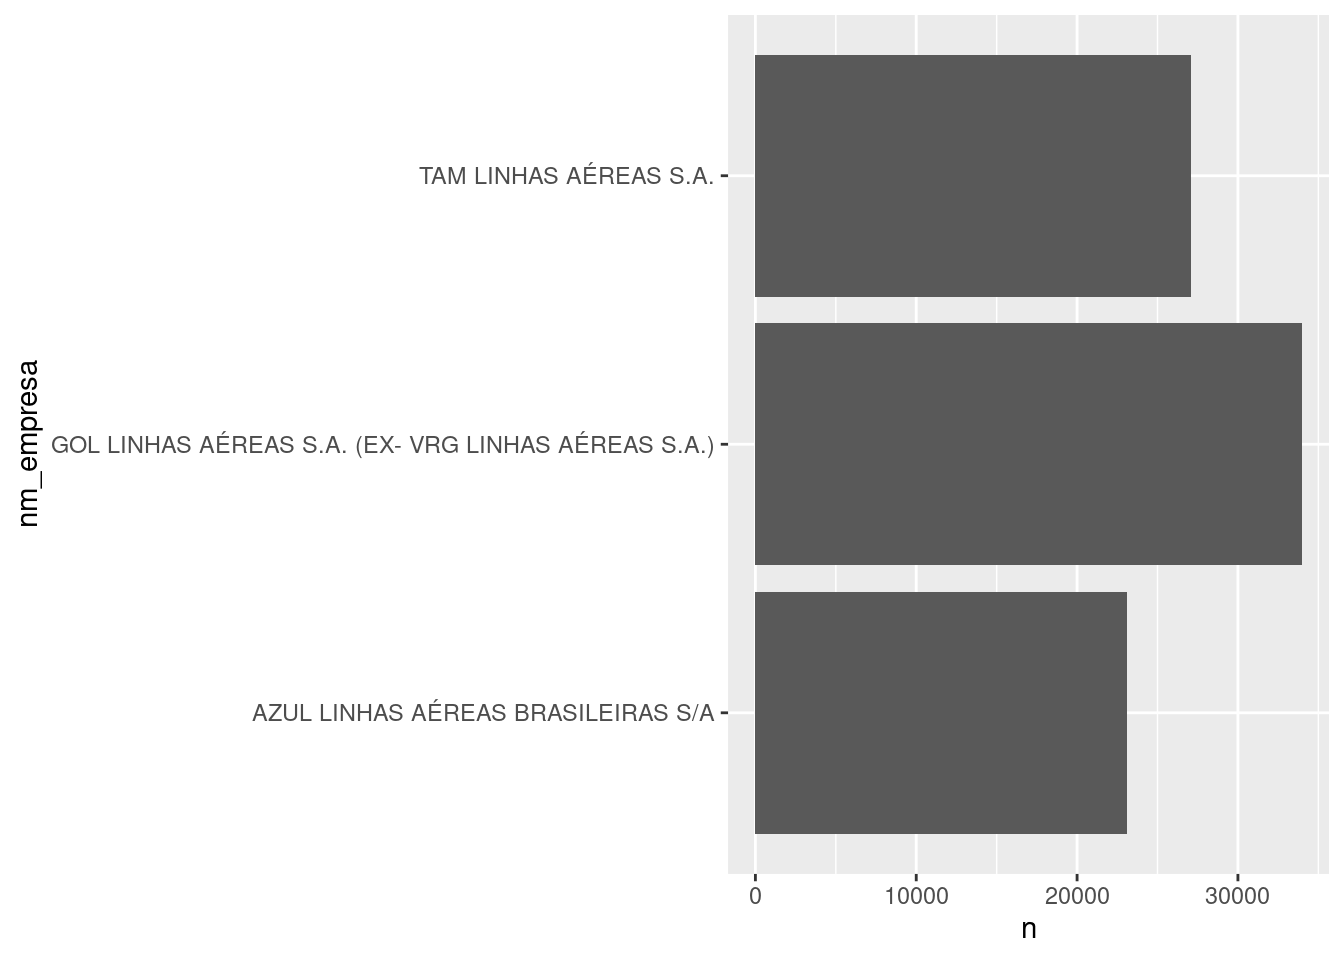 TAM LINHAS AÉREAS S.A.
nm_empresa
GOL LINHAS AÉREAS S.A. (EX- VRG LINHAS AÉREAS S.A.)
AZUL LINHAS AÉREAS BRASILEIRAS S/A
0 10000 20000 30000
n